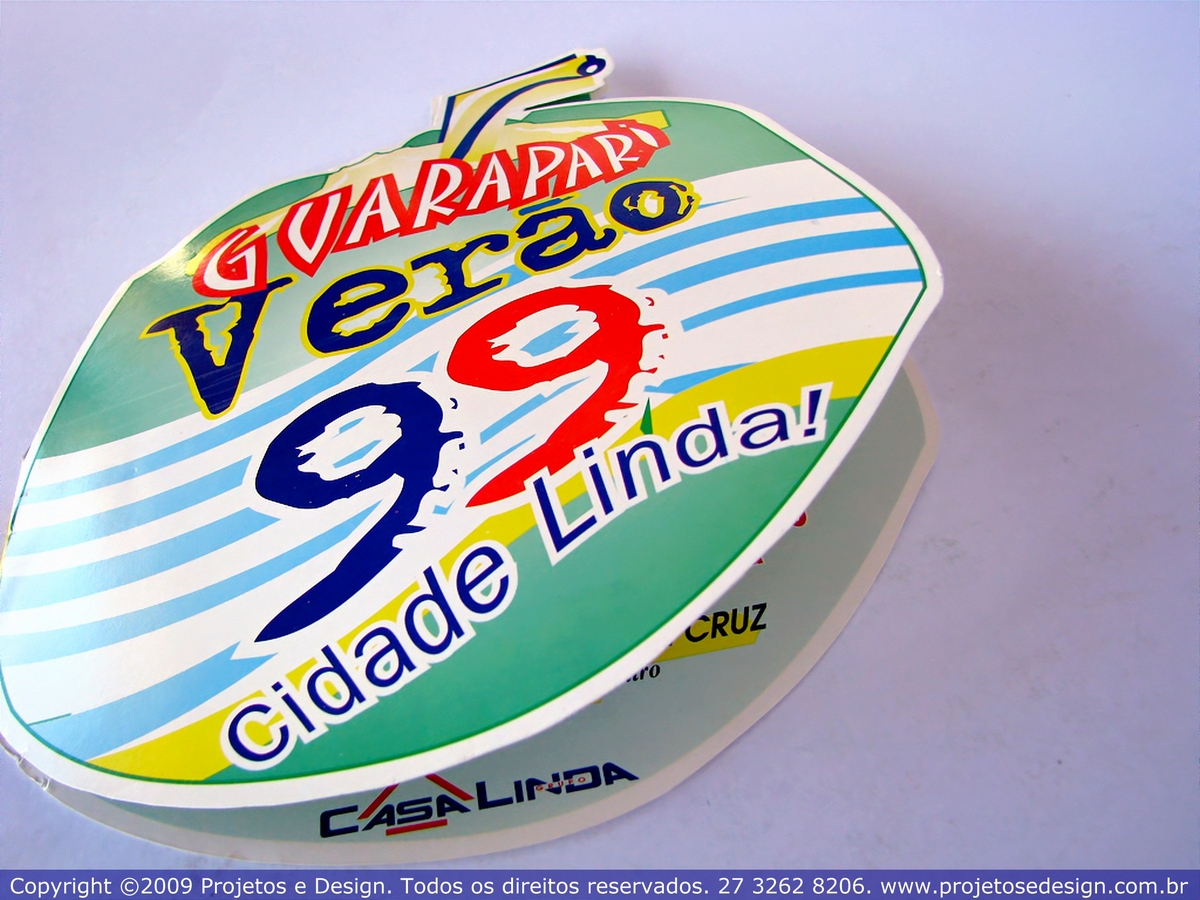 GUARAPARI
Verão
99
Cidade Linda!
CRUZ
CASA LINDA
GRUPO
Copyright ©2009 Projetos e Design. Todos os direitos reservados. 27 3262 8206. www.projetosedesign.com.br